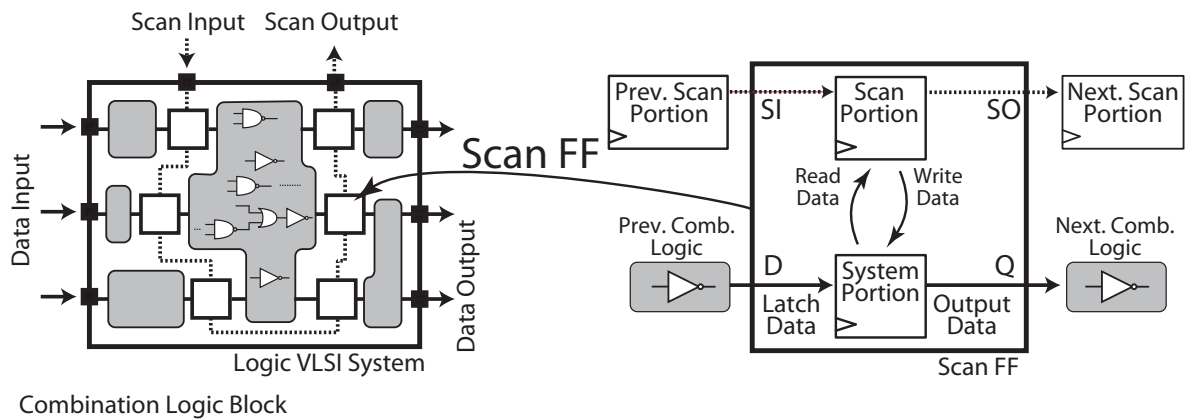 Scan Input
Scan Output
Data Input
Data Output
Logic VLSI System
Combination Logic Block
Scan FF
Prev. Scan
Portion
SI
Scan
Portion
SO
Next. Scan
Portion
Read
Data
Write
Data
Prev. Comb.
Logic
D
Latch
Data
System
Portion
Q
Output
Data
Next. Comb.
Logic
Scan FF